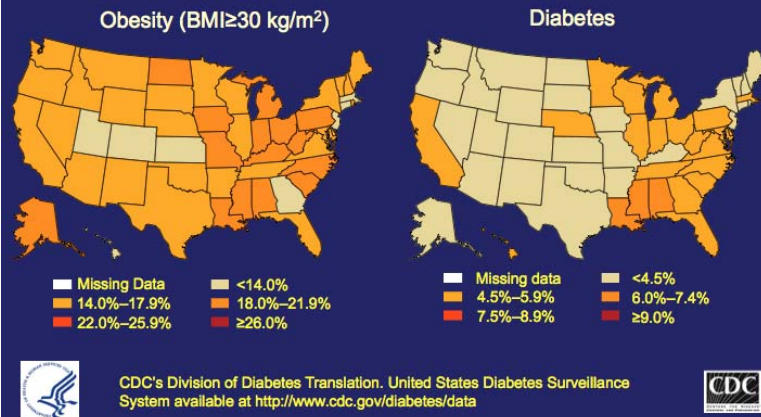 Obesity (BMI≥30 kg/m²)
Diabetes
Missing Data
<14.0%
14.0%–17.9%
18.0%–21.9%
22.0%–25.9%
≥26.0%
Missing data
<4.5%
4.5%–5.9%
6.0%–7.4%
7.5%–8.9%
≥9.0%
CDC's Division of Diabetes Translation. United States Diabetes Surveillance
System available at http://www.cdc.gov/diabetes/data
CDC